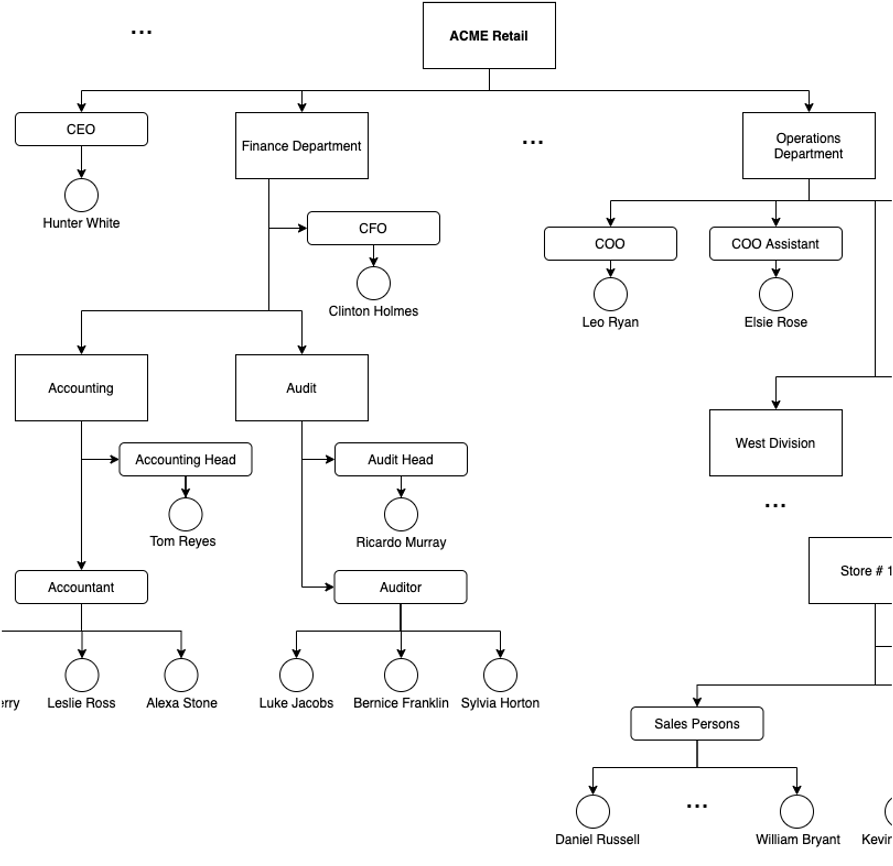 ...
ACME Retail
CEO
Finance Department
...
Operations
Department
Hunter White
CFO
COO
COO Assistant
Clinton Holmes
Leo Ryan
Elsie Rose
Accounting
Audit
West Division
Accounting Head
Audit Head
...
Tom Reyes
Ricardo Murray
Store # 1
Accountant
Auditor
Leslie Ross
Alexa Stone
Luke Jacobs
Bernice Franklin
Sylvia Horton
Sales Persons
...
Daniel Russell
William Bryant
Kevin